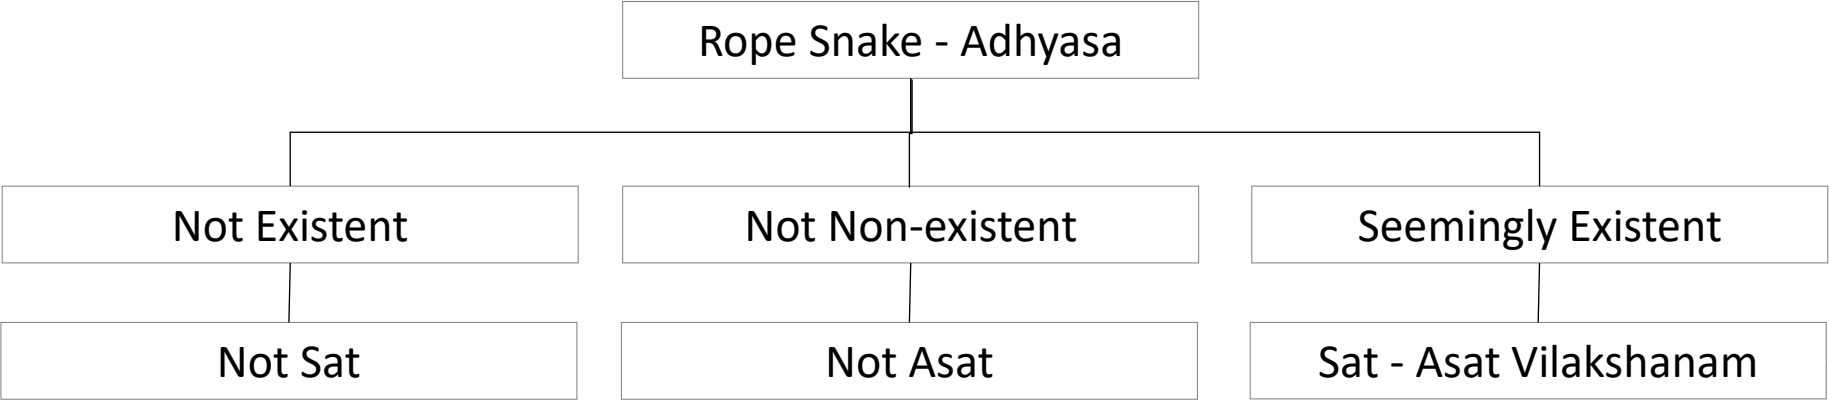 Rope Snake - Adhyasa
Not Existent
Not Non-existent
Seemingly Existent
Not Sat
Not Asat
Sat - Asat Vilakshanam